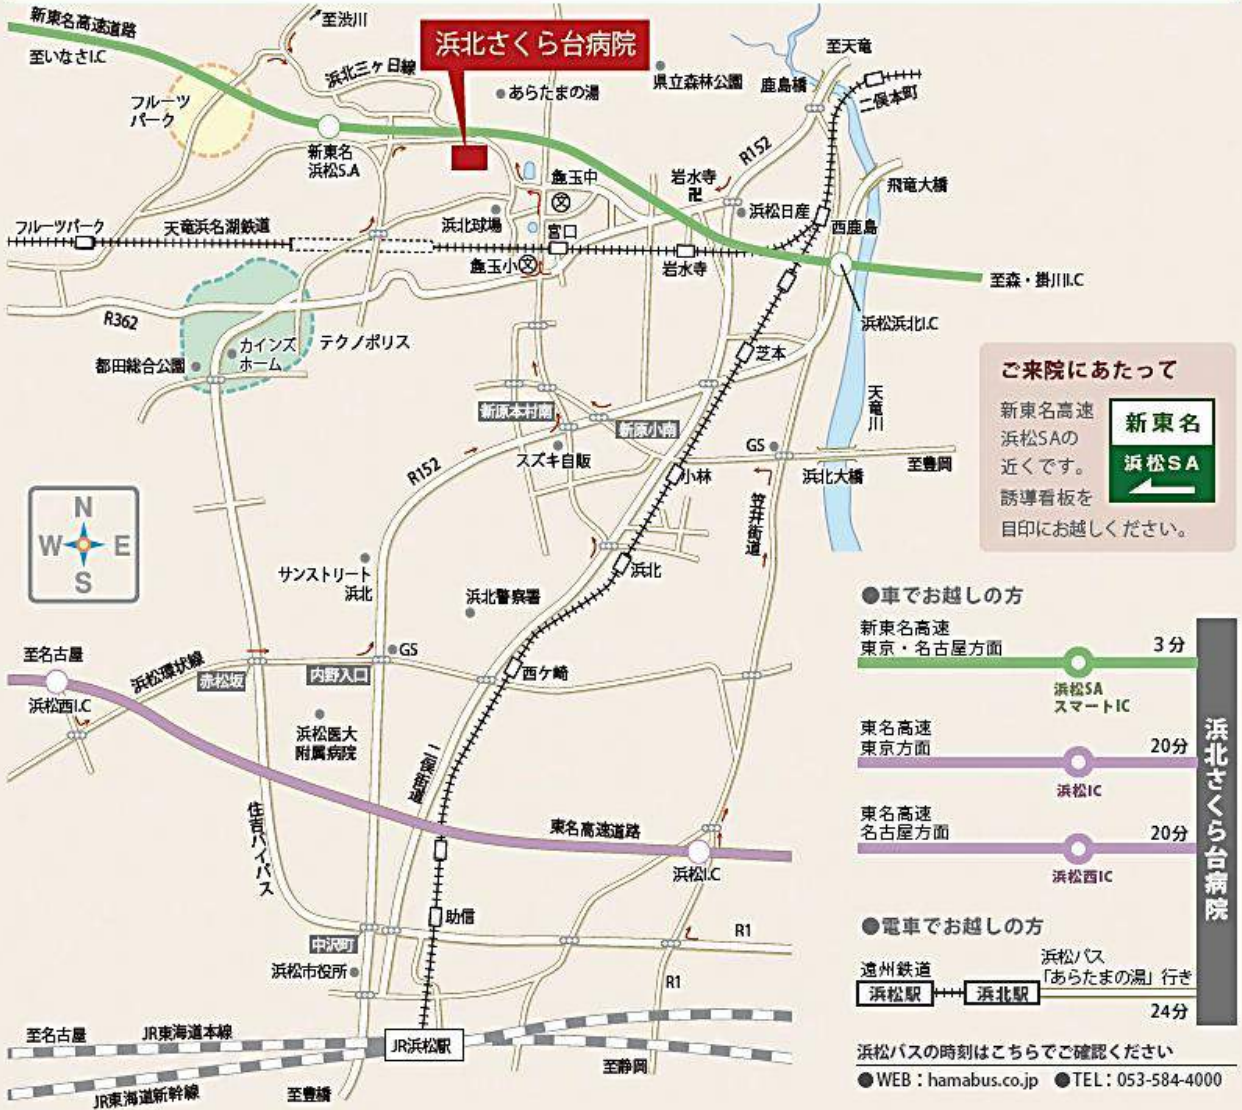 新東名高速道路
至いなさI.C
至渋川
浜北さくら台病院
浜北三ヶ日線
あらたまの湯
県立森林公園
至天竜
鹿島橋
二俣本町
フルーツ
パーク
新東名
浜松S.A
R152
岩水寺
浜松日産
飛竜大橋
麁玉中
文
フルーツパーク
天竜浜名湖鉄道
浜北球場
宮口
西鹿島
麁玉小
文
岩水寺
至森・掛川I.C
R362
浜松浜北I.C
テクノポリス
カインズ
ホーム
都田総合公園
芝本
天竜川
新原本村南
新原小南
スズキ自販
GS
R152
小林
浜北大橋
至豊岡
笠井街道
ご来院にあたって
新東名高速
浜松SAの
近くです。
誘導看板を
目印にお越しください。
新東名
浜松SA
N
W E
S
サンストリート
浜北
浜北
浜北警察署
至名古屋
浜松環状線
赤松坂
内野入口
GS
西ケ崎
浜松西I.C
浜松医大
附属病院
二俣街道
住吉バイパス
東名高速道路
浜松I.C
助信
中沢町
R1
浜松市役所
R1
至名古屋
JR東海道本線
JR浜松駅
至静岡
JR東海道新幹線
至豊橋
●車でお越しの方
新東名高速
東京・名古屋方面
3分
浜松SA
スマートIC
東名高速
東京方面
20分
浜松IC
東名高速
名古屋方面
20分
浜松西IC
浜北さくら台病院
●電車でお越しの方
遠州鉄道
浜松駅
浜北駅
浜松バス
「あらたまの湯」行き
24分
浜松バスの時刻はこちらでご確認ください
●WEB：hamabus.co.jp ●TEL：053-584-4000